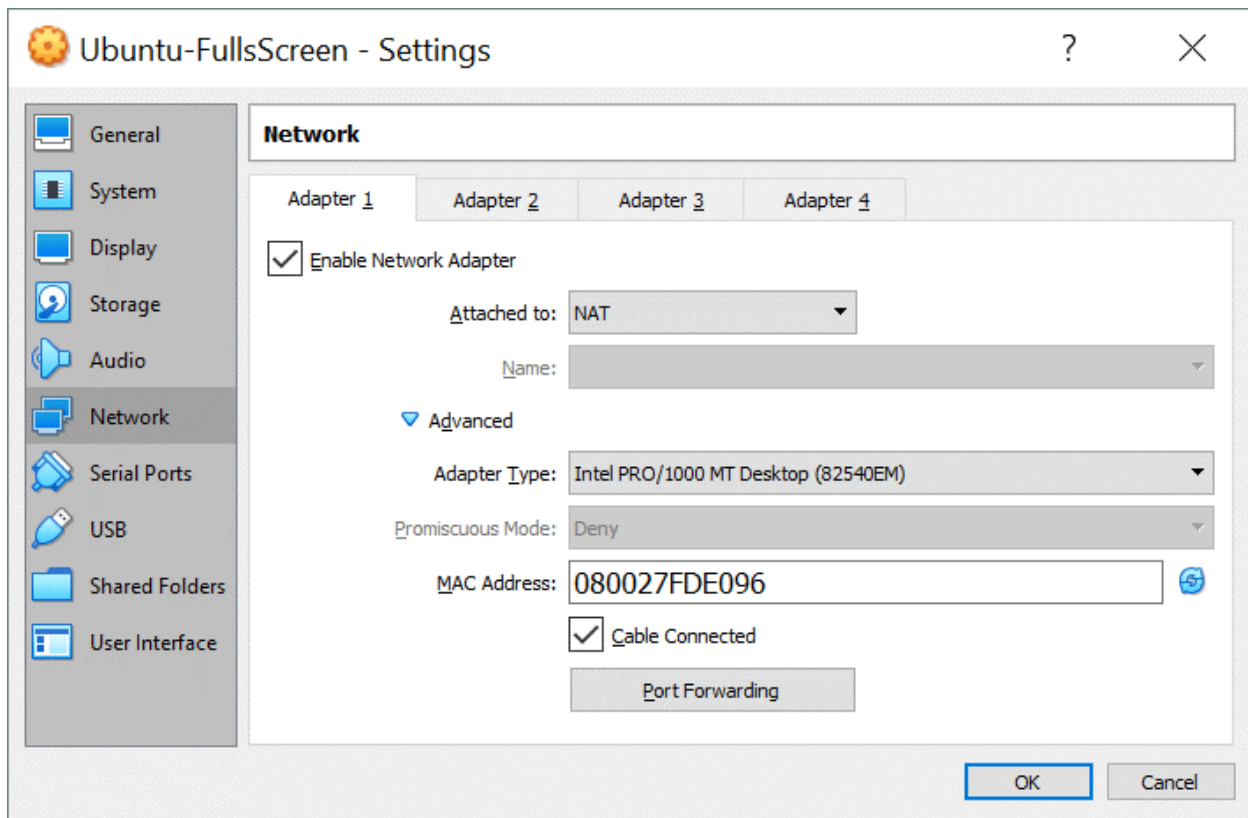 Ubuntu-FullsScreen - Settings
?
General
System
Display
Storage
Audio
Network
Serial Ports
USB
Shared Folders
User Interface
Network
Adapter 1
Adapter 2
Adapter 3
Adapter 4
Enable Network Adapter
Attached to: NAT
Name:
Advanced
Adapter Type: Intel PRO/1000 MT Desktop (82540EM)
Promiscuous Mode: Deny
MAC Address: 080027FDE096
Cable Connected
Port Forwarding
OK
Cancel